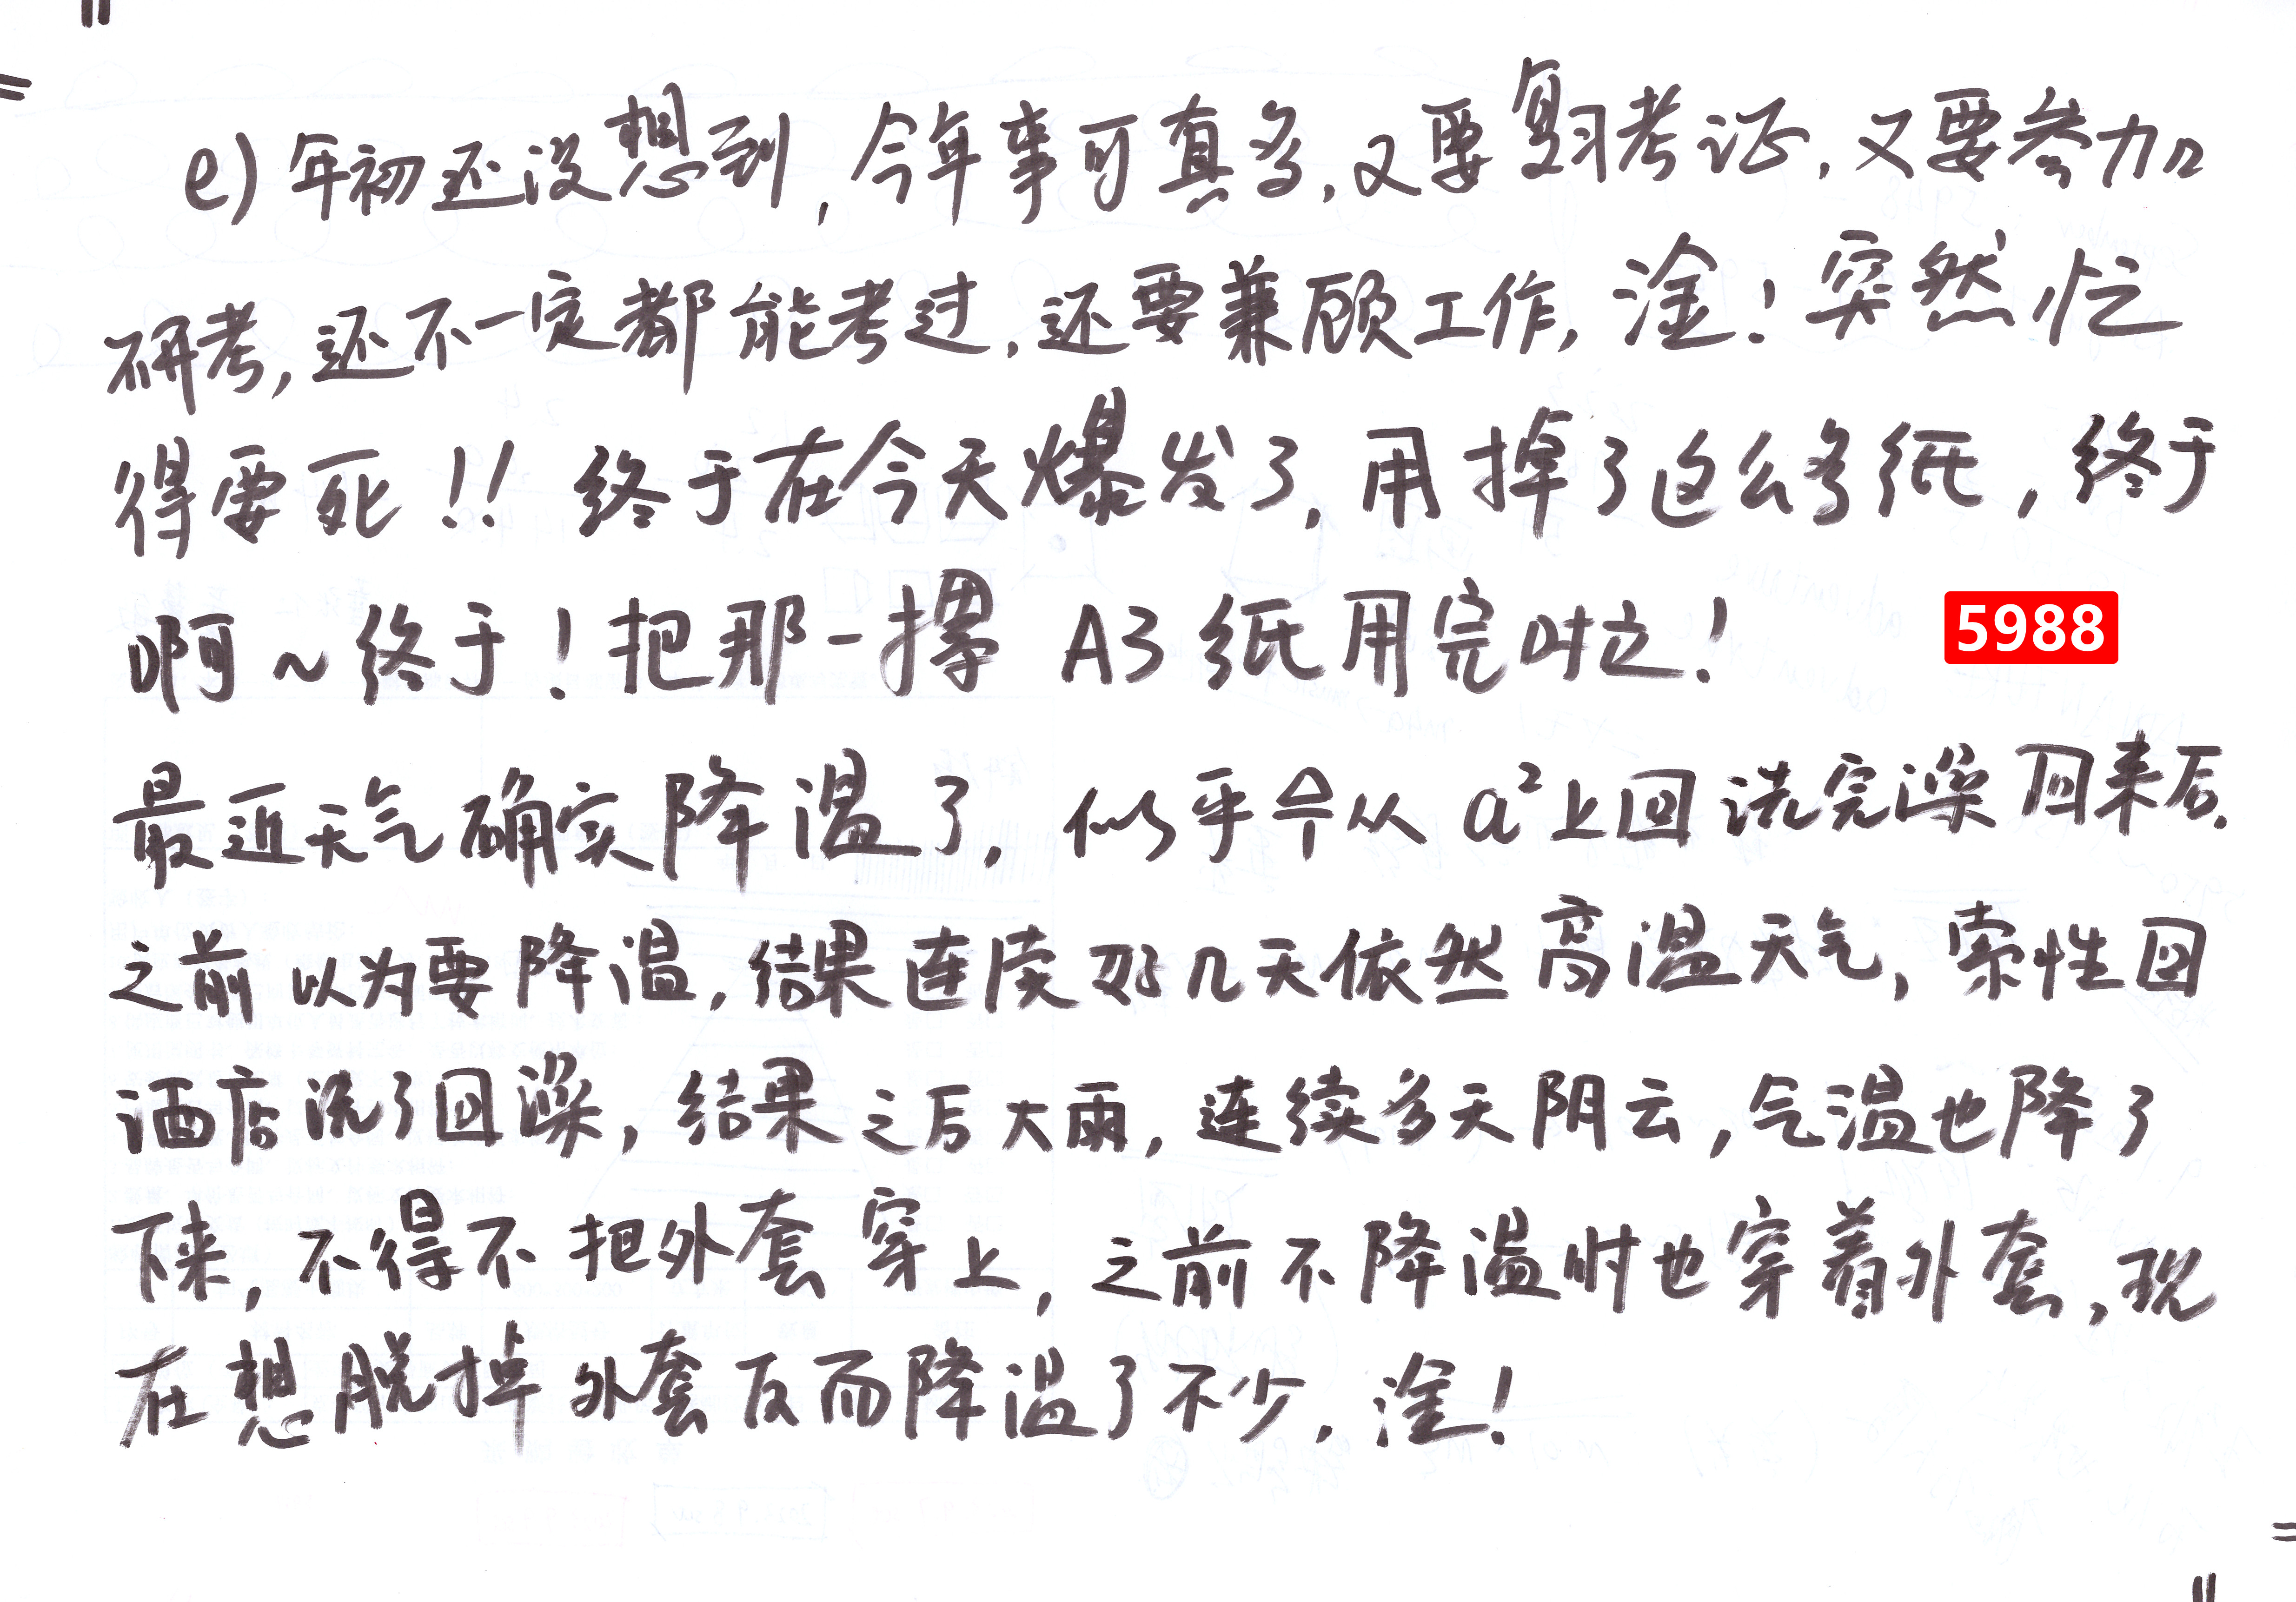 e) 年初还没想到,今年事可真多,又要复习考证,又要参加
研考,还不一定都能考过,还要兼顾工作,淦!突然忙
得要死!! 终于在今天爆发了,用掉了这么多纸,终于
啊~终于!把那一摞 A3 纸用完时之! 5988
最近天气确实降温了,似乎从 a²上回洗完澡回来后.
之前以为要降温,结果连续好几天依然高温天气,索性回
酒店洗了回澡,结果之后大雨,连续多天阴云,气温也降了
下来,不得不把外套穿上,之前不降温时也穿着外套,现
在想脱掉外套反而降温了不少.淦!